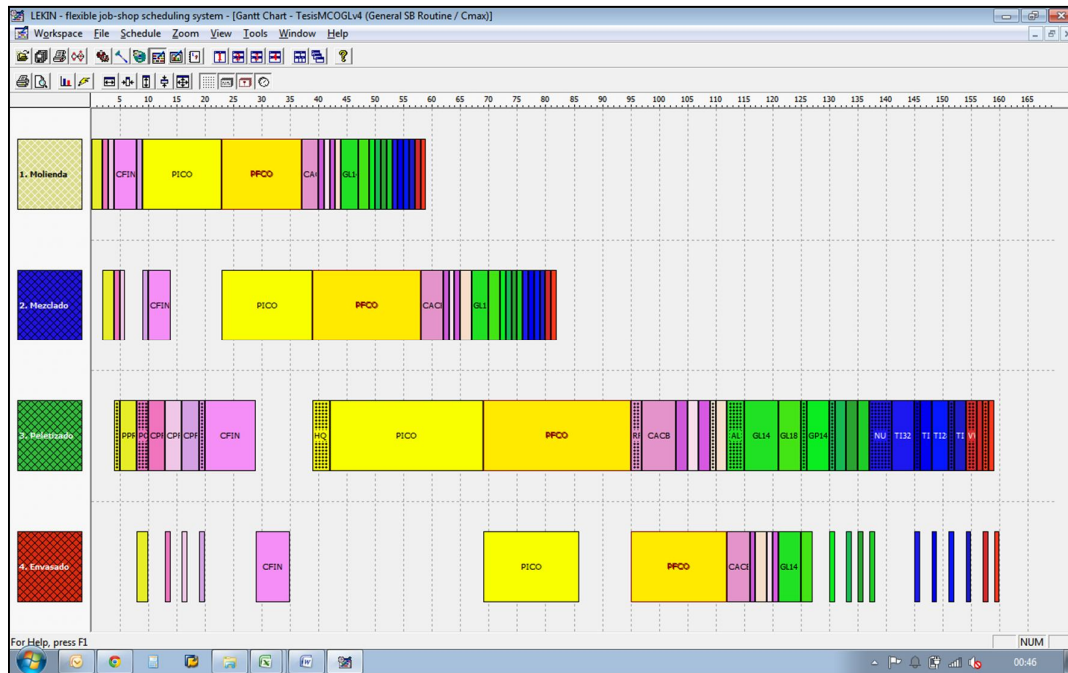 LEKIN - flexible job-shop scheduling system - [Gantt Chart - TesisMCOGLv4 (General SB Routine / Cmax)]
Workspace File Schedule Zoom View Tools Window Help
5 10 15 20 25 30 35 40 45 50 55 60 65 70 75 80 85 90 95 100 105 110 115 120 125 130 135 140 145 150 155 160 165
1. Molienda CFIN PICO PFCO CA GL1
2. Mezclado CFIN PICO PFCO CACI GL1
3. Peletizado PPF PC CPF CPF CPF CFIN HQ PICO PFCO RF CACB AL GL14 GL18 GP14 NU TI32 TI TI2 TI V
4. Envasado CFIN PICO PFCO CACE GL14
For Help, press F1 NUM
00:46